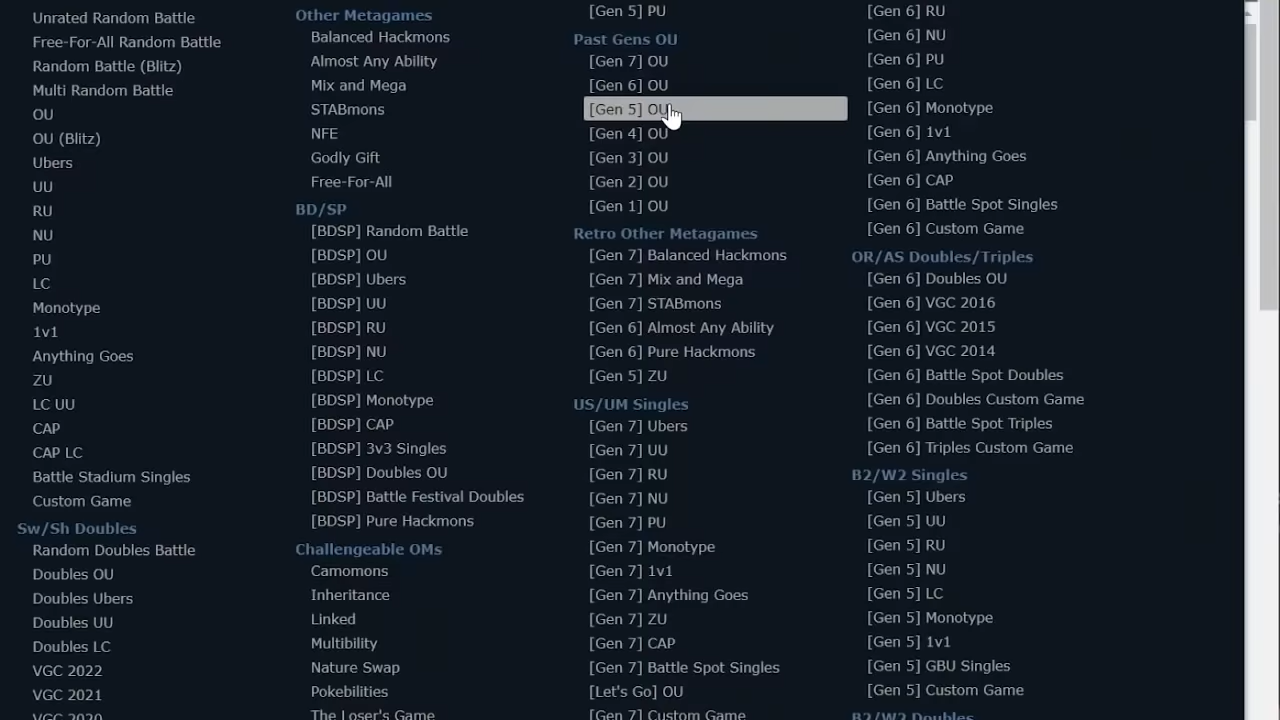 Unrated Random Battle
Free-For-All Random Battle
Random Battle (Blitz)
Multi Random Battle
OU
OU (Blitz)
Ubers
UU
RU
NU
PU
LC
Monotype
1v1
Anything Goes
ZU
LC UU
CAP
CAP LC
Battle Stadium Singles
Custom Game
Sw/Sh Doubles
Random Doubles Battle
Doubles OU
Doubles Ubers
Doubles UU
Doubles LC
VGC 2022
VGC 2021
VGC 2020
Other Metagames
Balanced Hackmons
Almost Any Ability
Mix and Mega
STABmons
NFE
Godly Gift
Free-For-All
BD/SP
[BDSP] Random Battle
[BDSP] OU
[BDSP] Ubers
[BDSP] UU
[BDSP] RU
[BDSP] NU
[BDSP] LC
[BDSP] Monotype
[BDSP] CAP
[BDSP] 3v3 Singles
[BDSP] Doubles OU
[BDSP] Battle Festival Doubles
[BDSP] Pure Hackmons
Challengeable OMs
Camomons
Inheritance
Linked
Multibility
Nature Swap
Pokebilities
The Loser's Game
[Gen 5] PU
Past Gens OU
[Gen 7] OU
[Gen 6] OU
[Gen 5] OU
[Gen 4] OU
[Gen 3] OU
[Gen 2] OU
[Gen 1] OU
Retro Other Metagames
[Gen 7] Balanced Hackmons
[Gen 7] Mix and Mega
[Gen 7] STABmons
[Gen 6] Almost Any Ability
[Gen 6] Pure Hackmons
[Gen 5] ZU
US/UM Singles
[Gen 7] Ubers
[Gen 7] UU
[Gen 7] RU
[Gen 7] NU
[Gen 7] PU
[Gen 7] Monotype
[Gen 7] 1v1
[Gen 7] Anything Goes
[Gen 7] ZU
[Gen 7] CAP
[Gen 7] Battle Spot Singles
[Let's Go] OU
[Gen 7] Custom Game
[Gen 6] RU
[Gen 6] NU
[Gen 6] PU
[Gen 6] LC
[Gen 6] Monotype
[Gen 6] 1v1
[Gen 6] Anything Goes
[Gen 6] CAP
[Gen 6] Battle Spot Singles
[Gen 6] Custom Game
OR/AS Doubles/Triples
[Gen 6] Doubles OU
[Gen 6] VGC 2016
[Gen 6] VGC 2015
[Gen 6] VGC 2014
[Gen 6] Battle Spot Doubles
[Gen 6] Doubles Custom Game
[Gen 6] Battle Spot Triples
[Gen 6] Triples Custom Game
B2/W2 Singles
[Gen 5] Ubers
[Gen 5] UU
[Gen 5] RU
[Gen 5] NU
[Gen 5] LC
[Gen 5] Monotype
[Gen 5] 1v1
[Gen 5] GBU Singles
[Gen 5] Custom Game
B2/W2 Doubles